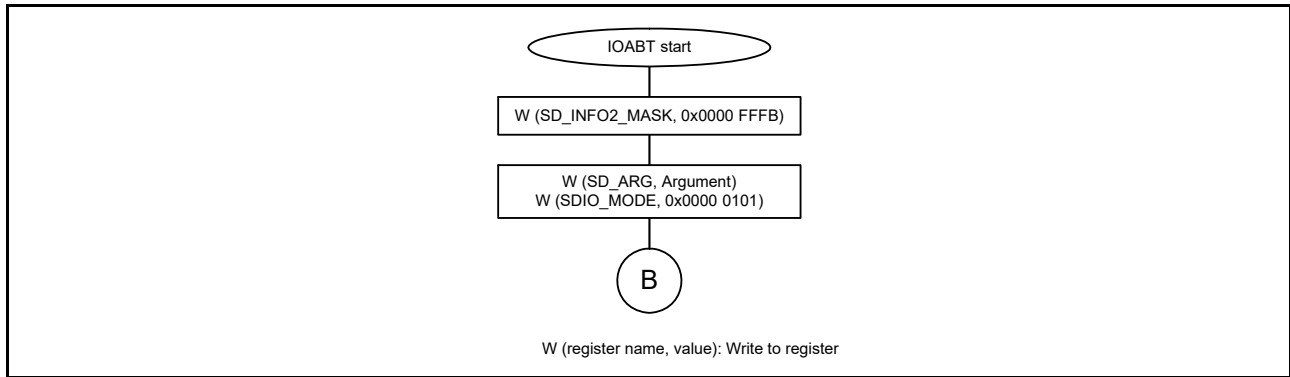 IOABT start
W (SD_INFO2_MASK, 0x0000 FFFB)
W (SD_ARG, Argument)
W (SDIO_MODE, 0x0000 0101)
B
W (register name, value): Write to register